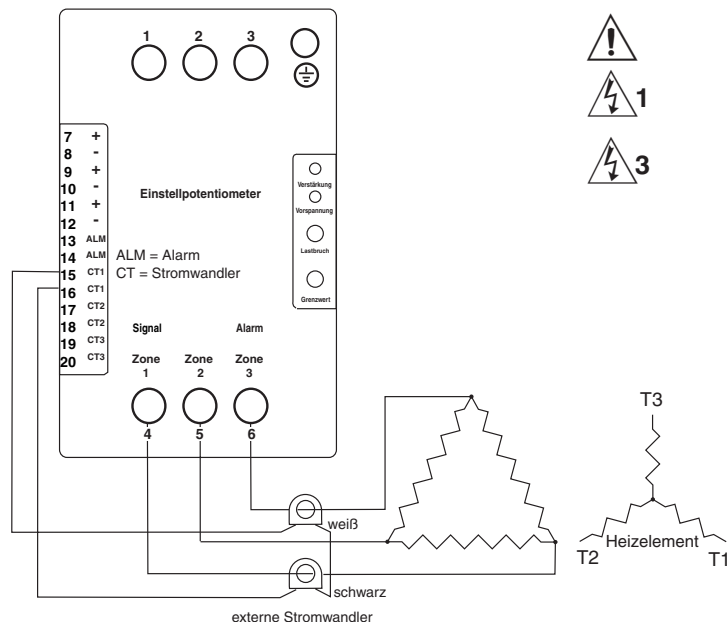 1 2 3
7 +
8 -
9 +
10 -
11 +
12 -
13 ALM
14 ALM
15 CT1
16 CT1
17 CT2
18 CT2
19 CT3
20 CT3
Einstellpotentiometer
ALM = Alarm
CT = Stromwandler
Verstärkung
Vorspannung
Lastbruch
Grenzwert
Signal Alarm
Zone 
1
Zone
2
Zone
3
4 5 6
weiß
schwarz
externe Stromwandler
1
3
T3
Heizelement
T2 T1